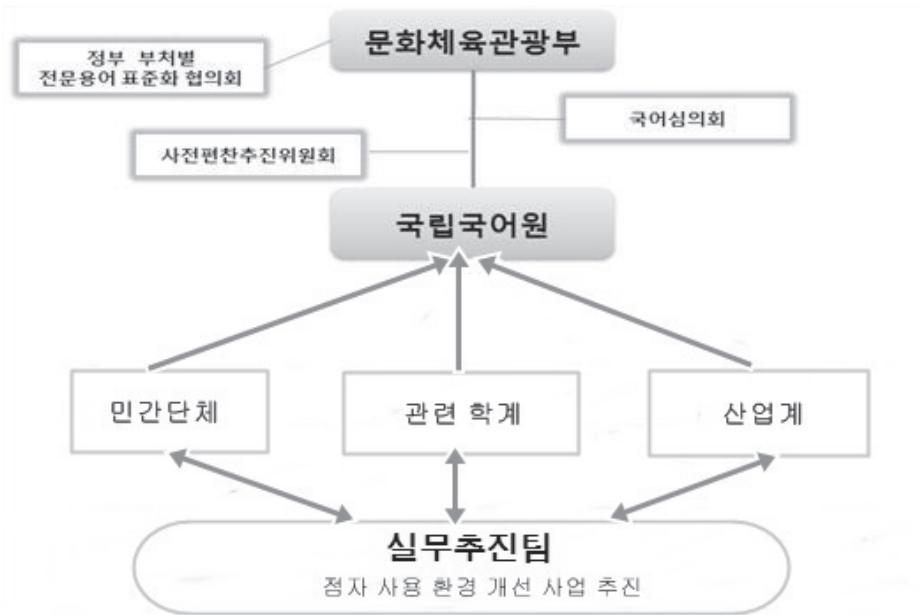 문화체육관광부
정부 부처별
전문용어 표준화 협의회
국어심의회
사전편찬추진위원회
국립국어원
민간단체
관련 학계
산업계
실무추진팀
점자 사용 환경 개선 사업 추진